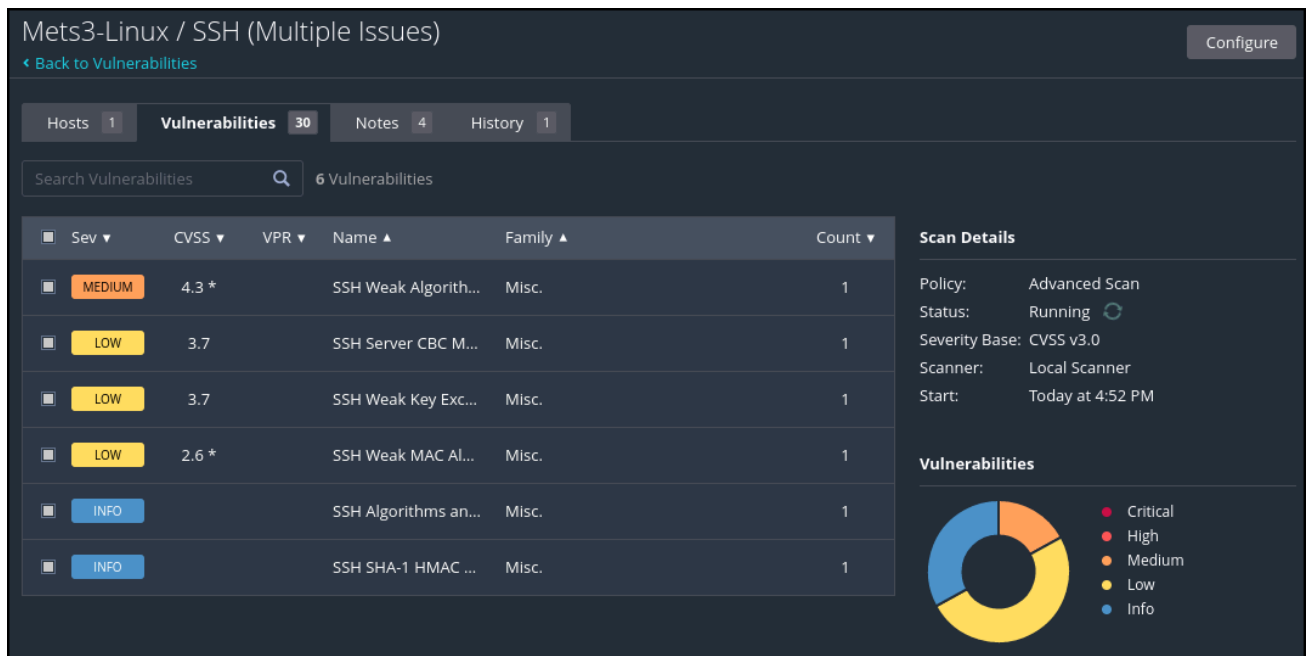 Mets3-Linux / SSH (Multiple Issues)
Configure
‹ Back to Vulnerabilities
Hosts 1 Vulnerabilities 30 Notes 4 History 1
Search Vulnerabilities 6 Vulnerabilities
Sev ▾ CVSS ▾ VPR ▾ Name ▴ Family ▴ Count ▾
MEDIUM 4.3 * SSH Weak Algorith... Misc. 1
LOW 3.7 SSH Server CBC M... Misc. 1
LOW 3.7 SSH Weak Key Exc... Misc. 1
LOW 2.6 * SSH Weak MAC Al... Misc. 1
INFO SSH Algorithms an... Misc. 1
INFO SSH SHA-1 HMAC ... Misc. 1
Scan Details
Policy: Advanced Scan
Status: Running
Severity Base: CVSS v3.0
Scanner: Local Scanner
Start: Today at 4:52 PM
Vulnerabilities
Critical
High
Medium
Low
Info